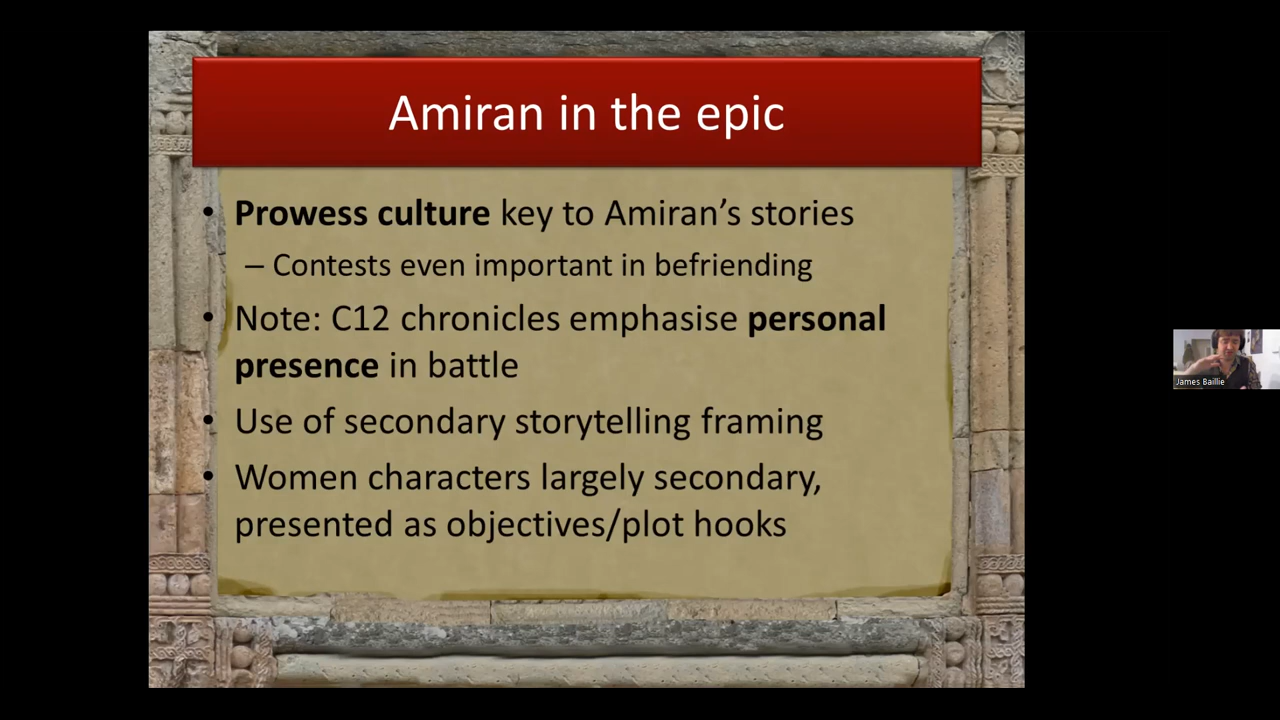 Amiran in the epic
• Prowess culture key to Amiran’s stories
– Contests even important in befriending
• Note: C12 chronicles emphasise personal
presence in battle
• Use of secondary storytelling framing
• Women characters largely secondary,
presented as objectives/plot hooks
James Baillie